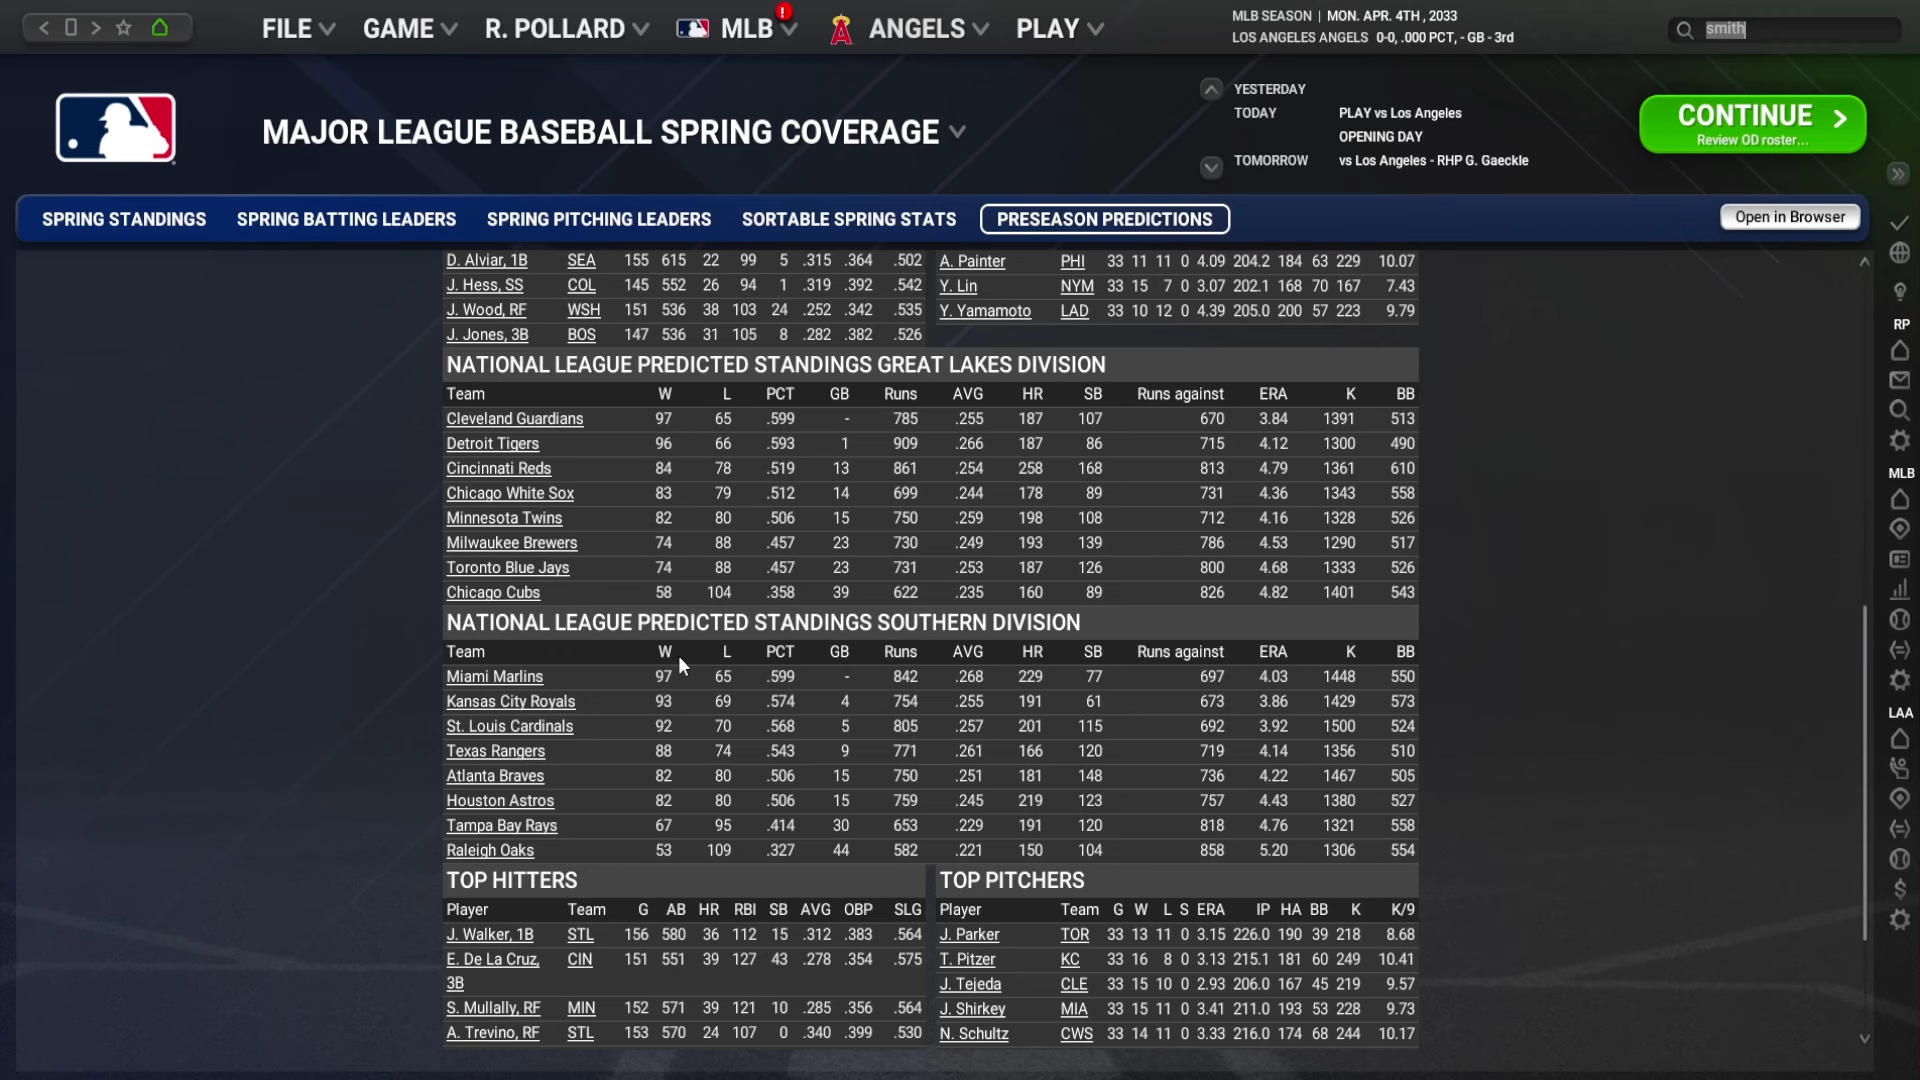 FILE GAME R. POLLARD MLB ! ANGELS PLAY
MLB SEASON | MON. APR. 4TH , 2033
LOS ANGELES ANGELS 0-0, .000 PCT, - GB - 3rd
smith
MAJOR LEAGUE BASEBALL SPRING COVERAGE
YESTERDAY
TODAY PLAY vs Los Angeles
OPENING DAY
TOMORROW vs Los Angeles - RHP G. Gaeckle
CONTINUE
Review OD roster...
SPRING STANDINGS SPRING BATTING LEADERS SPRING PITCHING LEADERS SORTABLE SPRING STATS PRESEASON PREDICTIONS Open in Browser
D. Alviar, 1B SEA 155 615 22 99 5 .315 .364 .502
J. Hess, SS COL 145 552 26 94 1 .319 .392 .542
J. Wood, RF WSH 151 536 38 103 24 .252 .342 .535
J. Jones, 3B BOS 147 536 31 105 8 .282 .382 .526
A. Painter PHI 33 11 11 0 4.09 204.2 184 63 229 10.07
Y. Lin NYM 33 15 7 0 3.07 202.1 168 70 167 7.43
Y. Yamamoto LAD 33 10 12 0 4.39 205.0 200 57 223 9.79
NATIONAL LEAGUE PREDICTED STANDINGS GREAT LAKES DIVISION
Team W L PCT GB Runs AVG HR SB Runs against ERA K BB
Cleveland Guardians 97 65 .599 - 785 .255 187 107 670 3.84 1391 513
Detroit Tigers 96 66 .593 1 909 .266 187 86 715 4.12 1300 490
Cincinnati Reds 84 78 .519 13 861 .254 258 168 813 4.79 1361 610
Chicago White Sox 83 79 .512 14 699 .244 178 89 731 4.36 1343 558
Minnesota Twins 82 80 .506 15 750 .259 198 108 712 4.16 1328 526
Milwaukee Brewers 74 88 .457 23 730 .249 193 139 786 4.53 1290 517
Toronto Blue Jays 74 88 .457 23 731 .253 187 126 800 4.68 1333 526
Chicago Cubs 58 104 .358 39 622 .235 160 89 826 4.82 1401 543
NATIONAL LEAGUE PREDICTED STANDINGS SOUTHERN DIVISION
Team W L PCT GB Runs AVG HR SB Runs against ERA K BB
Miami Marlins 97 65 .599 - 842 .268 229 77 697 4.03 1448 550
Kansas City Royals 93 69 .574 4 754 .255 191 61 673 3.86 1429 573
St. Louis Cardinals 92 70 .568 5 805 .257 201 115 692 3.92 1500 524
Texas Rangers 88 74 .543 9 771 .261 166 120 719 4.14 1356 510
Atlanta Braves 82 80 .506 15 750 .251 181 148 736 4.22 1467 505
Houston Astros 82 80 .506 15 759 .245 219 123 757 4.43 1380 527
Tampa Bay Rays 67 95 .414 30 653 .229 191 120 818 4.76 1321 558
Raleigh Oaks 53 109 .327 44 582 .221 150 104 858 5.20 1306 554
TOP HITTERS
Player Team G AB HR RBI SB AVG OBP SLG
J. Walker, 1B STL 156 580 36 112 15 .312 .383 .564
E. De La Cruz, CIN 151 551 39 127 43 .278 .354 .575
3B
S. Mullally, RF MIN 152 571 39 121 10 .285 .356 .564
A. Trevino, RF STL 153 570 24 107 0 .340 .399 .530
TOP PITCHERS
Player Team G W L S ERA IP HA BB K K/9
J. Parker TOR 33 13 11 0 3.15 226.0 190 39 218 8.68
T. Pitzer KC 33 16 8 0 3.13 215.1 181 60 249 10.41
J. Tejeda CLE 33 15 10 0 2.93 206.0 167 45 219 9.57
J. Shirkey MIA 33 15 11 0 3.41 211.0 193 53 228 9.73
N. Schultz CWS 33 14 11 0 3.33 216.0 174 68 244 10.17
RP
MLB
LAA